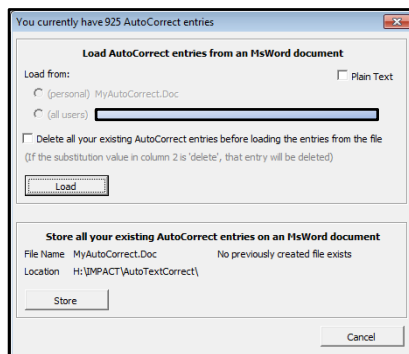 You currently have 925 AutoCorrect entries
Load AutoCorrect entries from an MsWord document
Load from:
Plain Text
(personal) MyAutoCorrect.Doc
(all users)
Delete all your existing AutoCorrect entries before loading the entries from the file
(If the substitution value in column 2 is 'delete', that entry will be deleted)
Load
Store all your existing AutoCorrect entries on an MsWord document
File Name MyAutoCorrect.Doc No previously created file exists
Location H:\IMPACT\AutoTextCorrect\
Store
Cancel